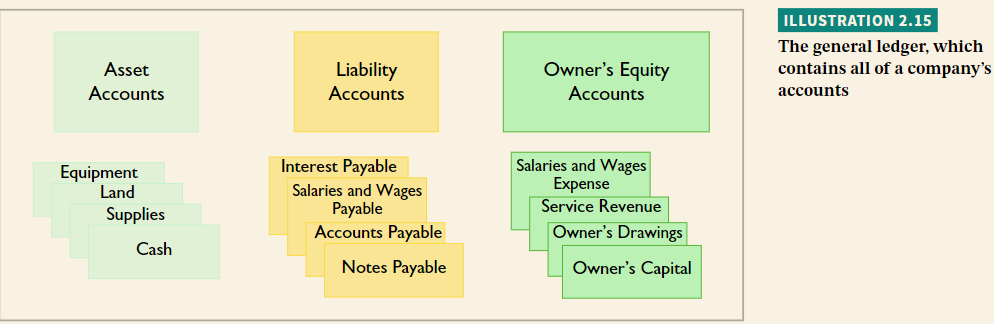 Asset
Accounts
Liability
Accounts
Owner's Equity
Accounts
Equipment
Land
Supplies
Cash
Interest Payable
Salaries and Wages
Payable
Accounts Payable
Notes Payable
Salaries and Wages
Expense
Service Revenue
Owner's Drawings
Owner's Capital
ILLUSTRATION 2.15
The general ledger, which
contains all of a company's
accounts